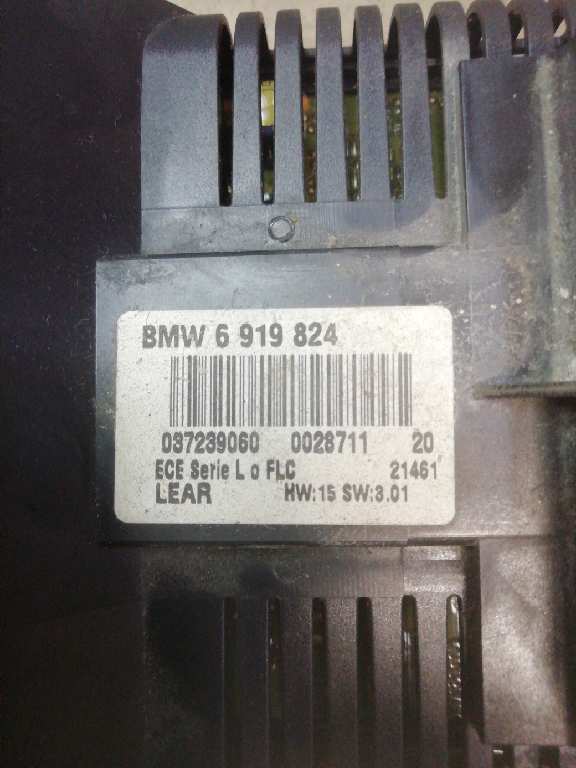 BMW 6 919 824
037239060 0028711 20
ECE Serie L o FLC 21461
LEAR HW:15 SW:3.01